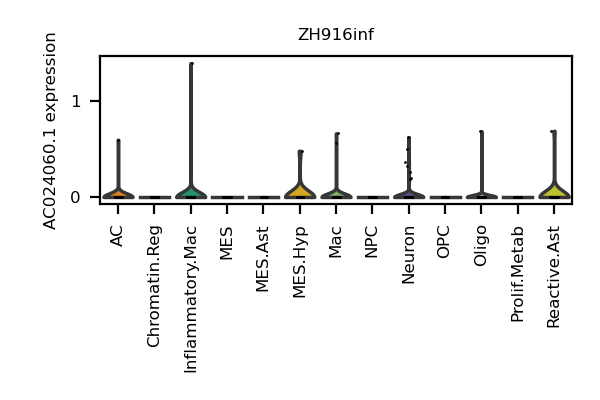 ZH916inf
AC024060.1 expression
1
0
AC
Chromatin.Reg
Inflammatory.Mac
MES
MES.Ast
MES.Hyp
Mac
NPC
Neuron
OPC
Oligo
Prolif.Metab
Reactive.Ast